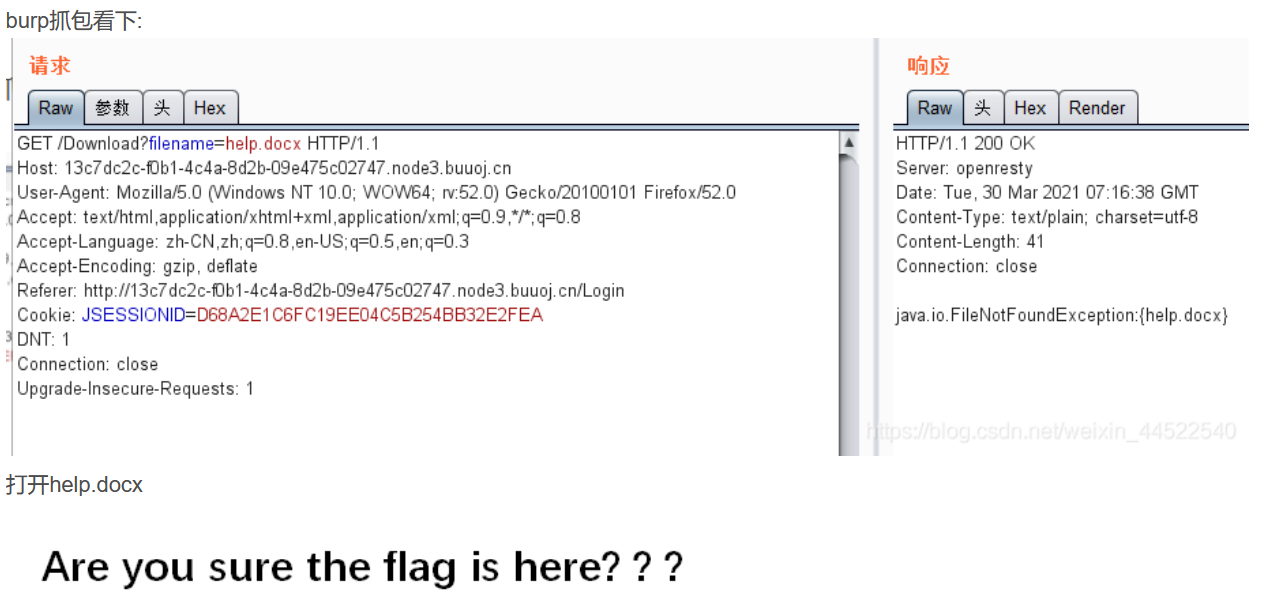 burp抓包看下:
请求
Raw 参数 头 Hex
GET /Download?filename=help.docx HTTP/1.1
Host: 13c7dc2c-f0b1-4c4a-8d2b-09e475c02747.node3.buuoj.cn
User-Agent: Mozilla/5.0 (Windows NT 10.0; WOW64; rv:52.0) Gecko/20100101 Firefox/52.0
Accept: text/html,application/xhtml+xml,application/xml;q=0.9,*/*;q=0.8
Accept-Language: zh-CN,zh;q=0.8,en-US;q=0.5,en;q=0.3
Accept-Encoding: gzip, deflate
Referer: http://13c7dc2c-f0b1-4c4a-8d2b-09e475c02747.node3.buuoj.cn/Login
Cookie: JSESSIONID=D68A2E1C6FC19EE04C5B254BB32E2FEA
DNT: 1
Connection: close
Upgrade-Insecure-Requests: 1
响应
Raw 头 Hex Render
HTTP/1.1 200 OK
Server: openresty
Date: Tue, 30 Mar 2021 07:16:38 GMT
Content-Type: text/plain; charset=utf-8
Content-Length: 41
Connection: close
java.io.FileNotFoundException:{help.docx}
https://blog.csdn.net/weixin_44522540
打开help.docx
Are you sure the flag is here? ? ?